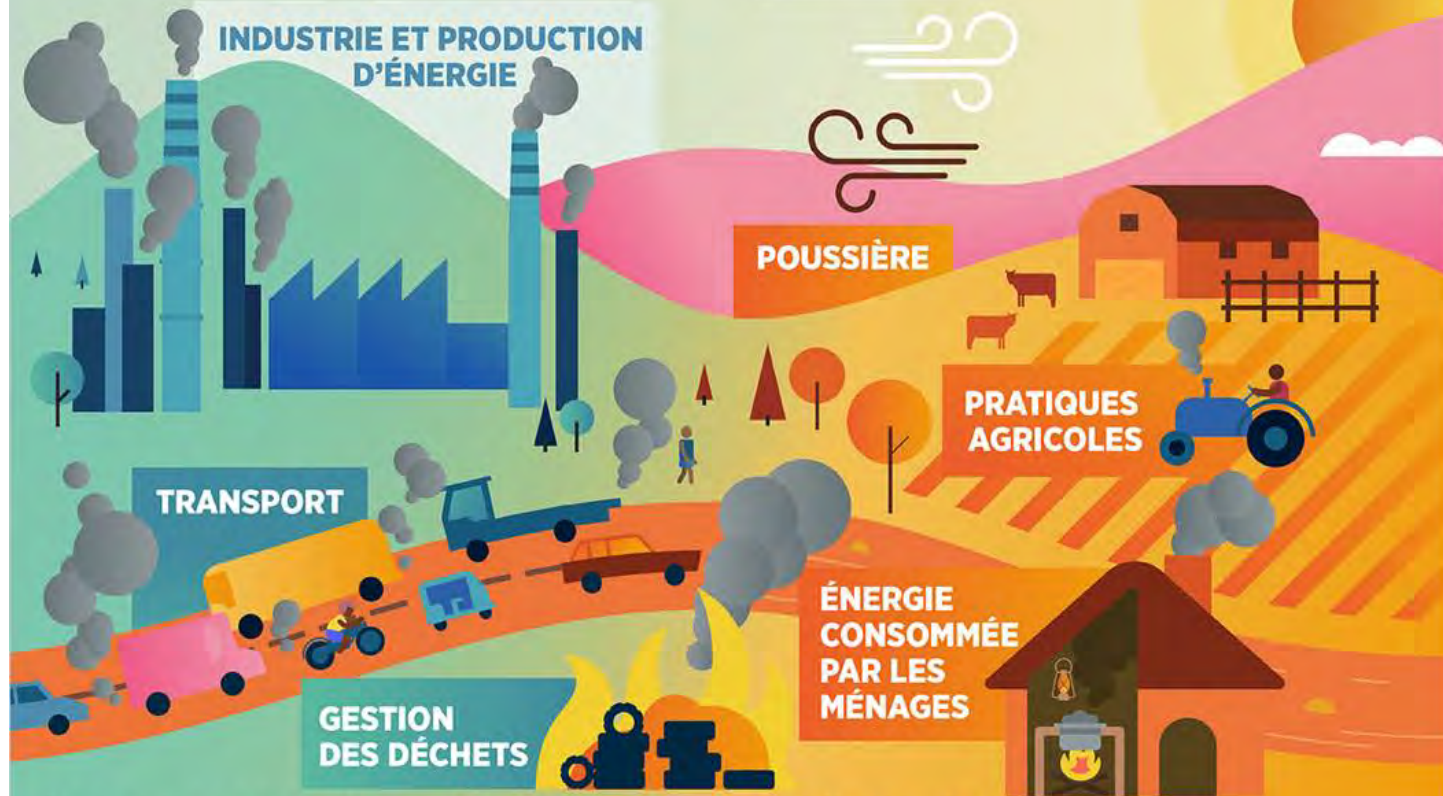 INDUSTRIE ET PRODUCTION
D'ÉNERGIE
POUSSIÈRE
PRATIQUES
AGRICOLES
TRANSPORT
ÉNERGIE
CONSOMMÉE
PAR LES
MÉNAGES
GESTION
DES DÉCHETS